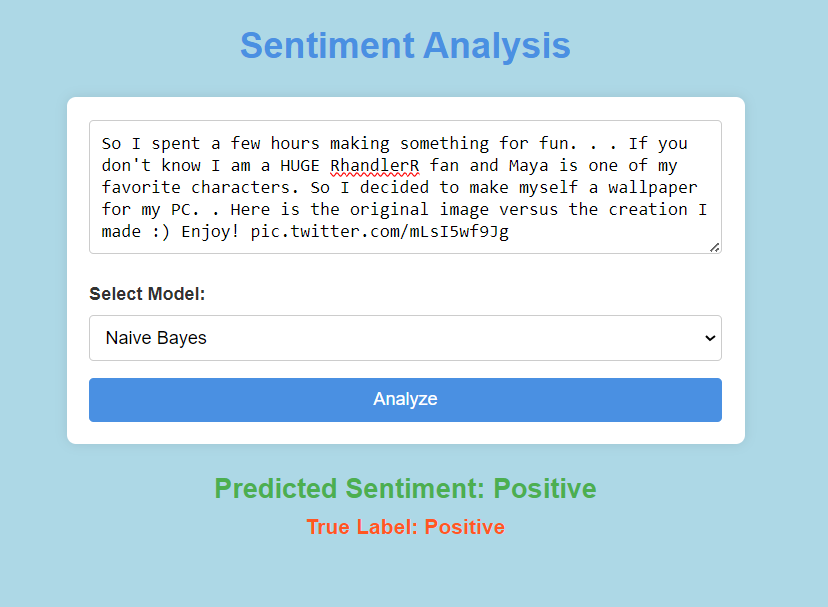 Sentiment Analysis
So I spent a few hours making something for fun. . . If you
don't know I am a HUGE RhandlerR fan and Maya is one of my
favorite characters. So I decided to make myself a wallpaper
for my PC. . Here is the original image versus the creation I
made :) Enjoy! pic.twitter.com/mLsI5wf9Jg
Select Model:
Naive Bayes
Analyze
Predicted Sentiment: Positive
True Label: Positive